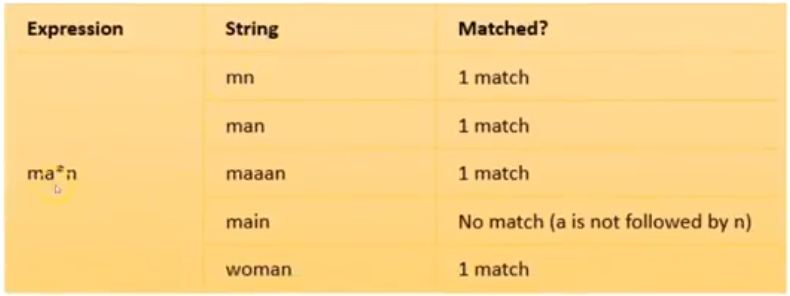 Expression String Matched?
mn 1 match
man 1 match
ma*n maaan 1 match
main No match (a is not followed by n)
woman 1 match